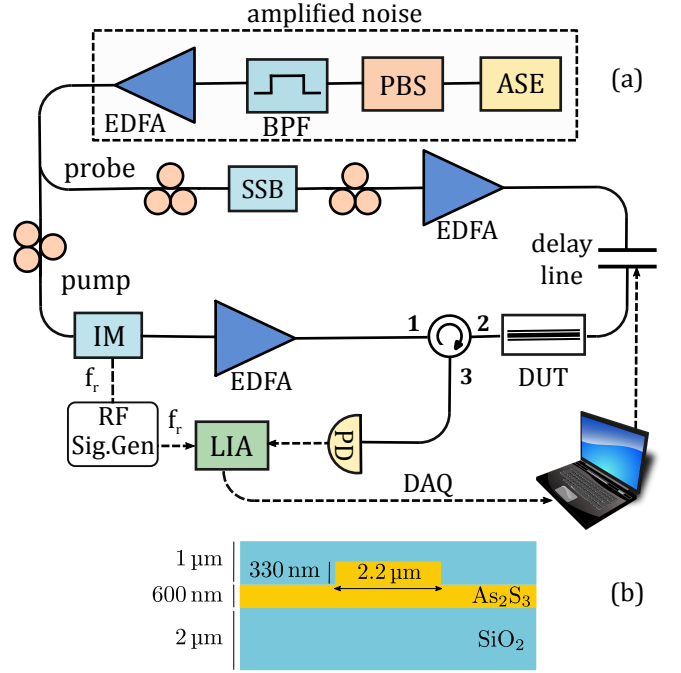 amplified noise
(a)
EDFA
BPF
PBS
ASE
probe
SSB
EDFA
delay
line
pump
IM
EDFA
1
2
3
DUT
f_r
RF
Sig.Gen
f_r
LIA
PD
DAQ
1 µm
330 nm
2.2 µm
600 nm
As₂S₃
(b)
2 µm
SiO₂